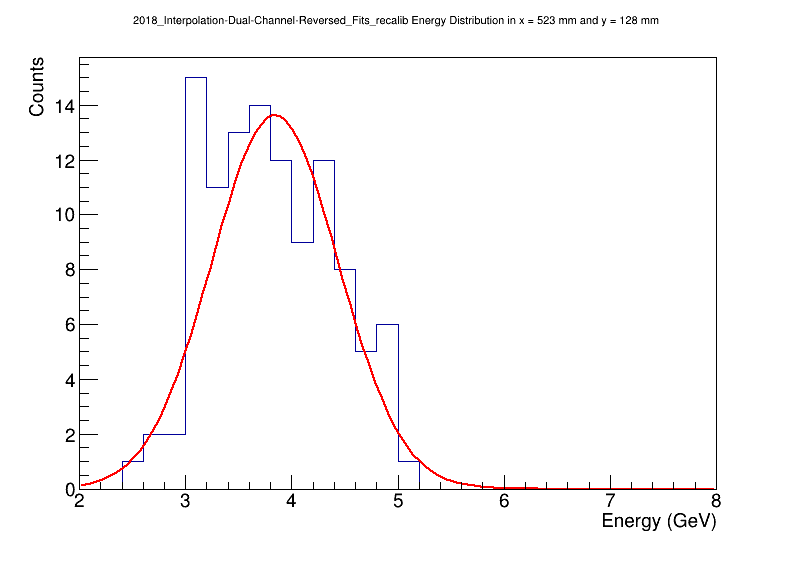 2018_Interpolation-Dual-Channel-Reversed_Fits_recalib Energy Distribution in x = 523 mm and y = 128 mm
Counts
14
12
10
8
6
4
2
0
2 3 4 5 6 7 8
Energy (GeV)